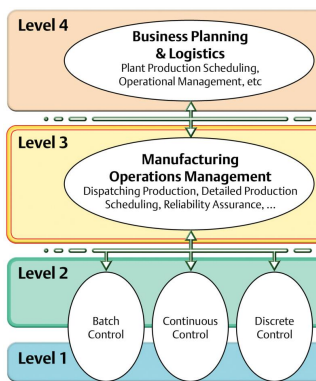 Level 4
Business Planning
& Logistics
Plant Production Scheduling,
Operational Management, etc
Level 3
Manufacturing
Operations Management
Dispatching Production, Detailed Production
Scheduling, Reliability Assurance, ...
Level 2
Batch
Control
Continuous
Control
Discrete
Control
Level 1